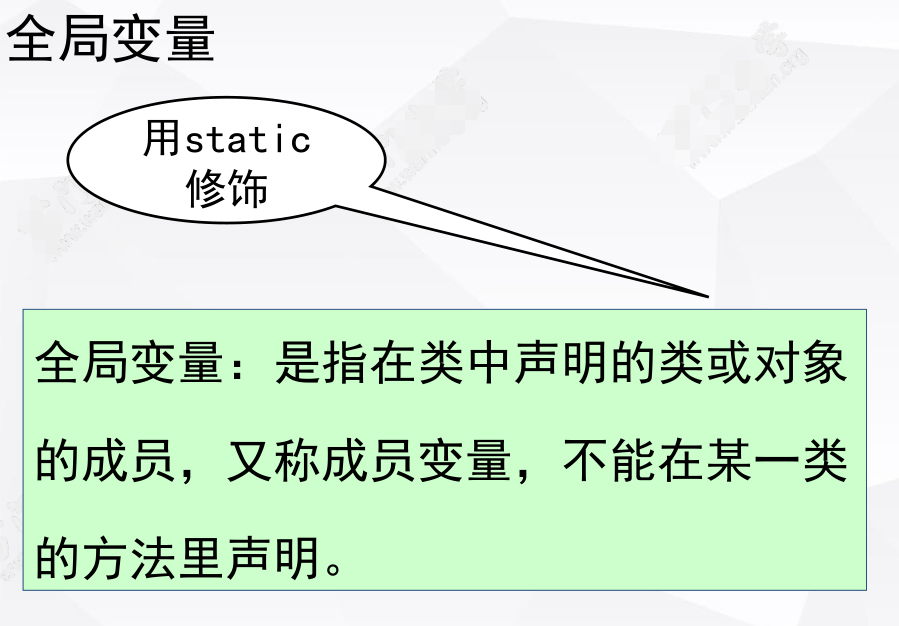 全局变量
用static
修饰
全局变量：是指在类中声明的类或对象
的成员，又称成员变量，不能在某一类
的方法里声明。